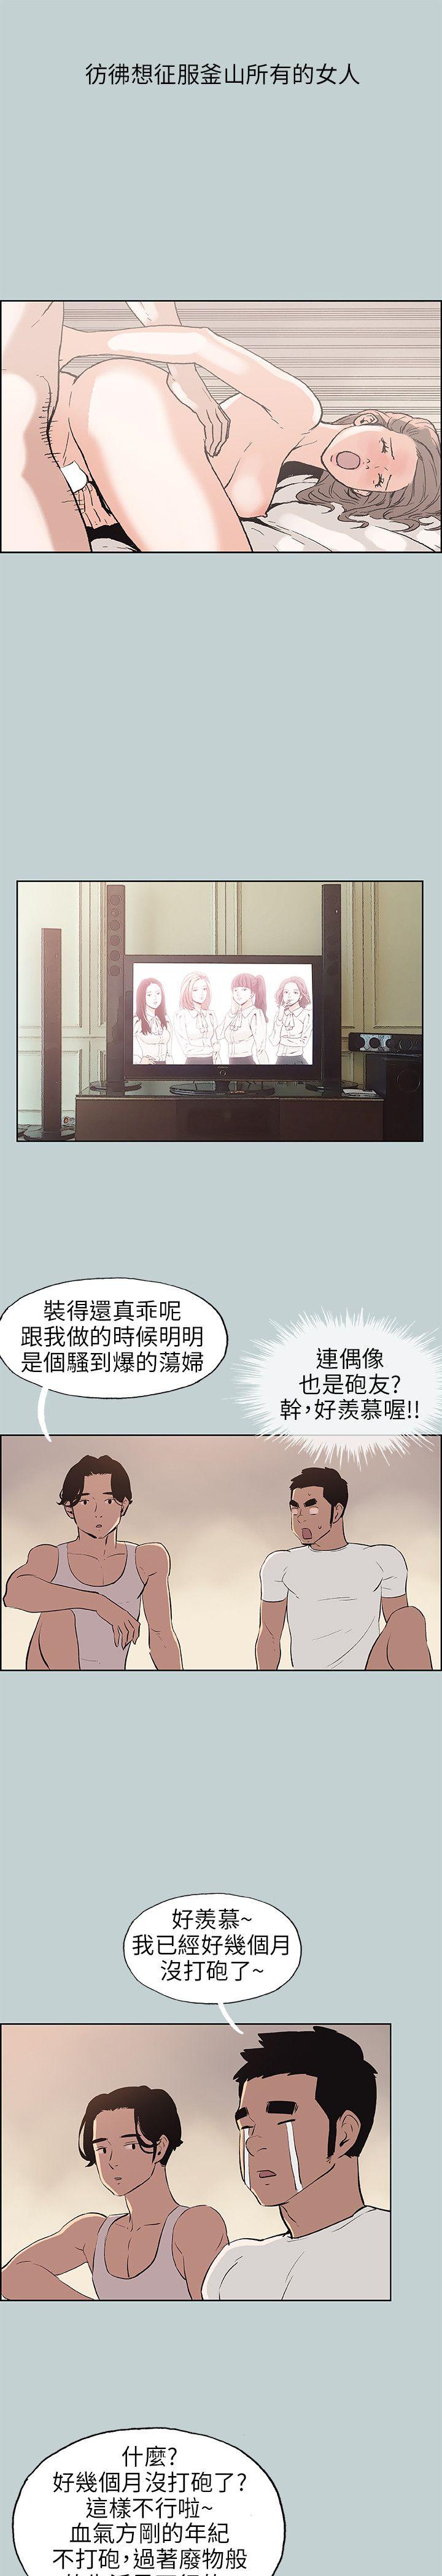 彷彿想征服釜山所有的女人
裝得還真乖呢
跟我做的時候明明
是個騷到爆的蕩婦
連偶像
也是砲友?
幹,好羨慕喔!!
好羨慕~
我已經好幾個月
沒打砲了~
什麼?
好幾個月沒打砲了?
這樣不行啦~
血氣方剛的年紀
不打砲,過著廢物般